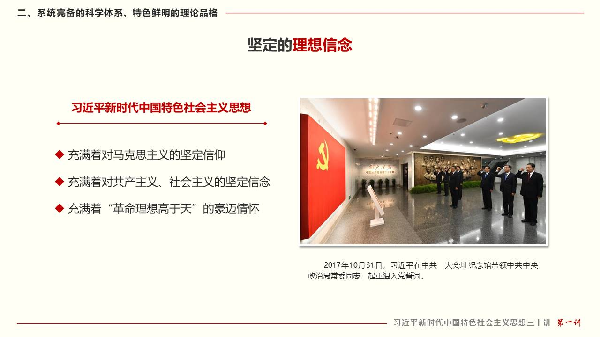 二、系统完备的科学体系、特色鲜明的理论品格
坚定的理想信念
习近平新时代中国特色社会主义思想
◆ 充满着对马克思主义的坚定信仰
◆ 充满着对共产主义、社会主义的坚定信念
◆ 充满着“革命理想高于天”的豪迈情怀
2017年10月31日，习近平在中共一大会址纪念馆带领中共中央
政治局常委同志一起重温入党誓词。
习近平新时代中国特色社会主义思想三十讲 第一讲